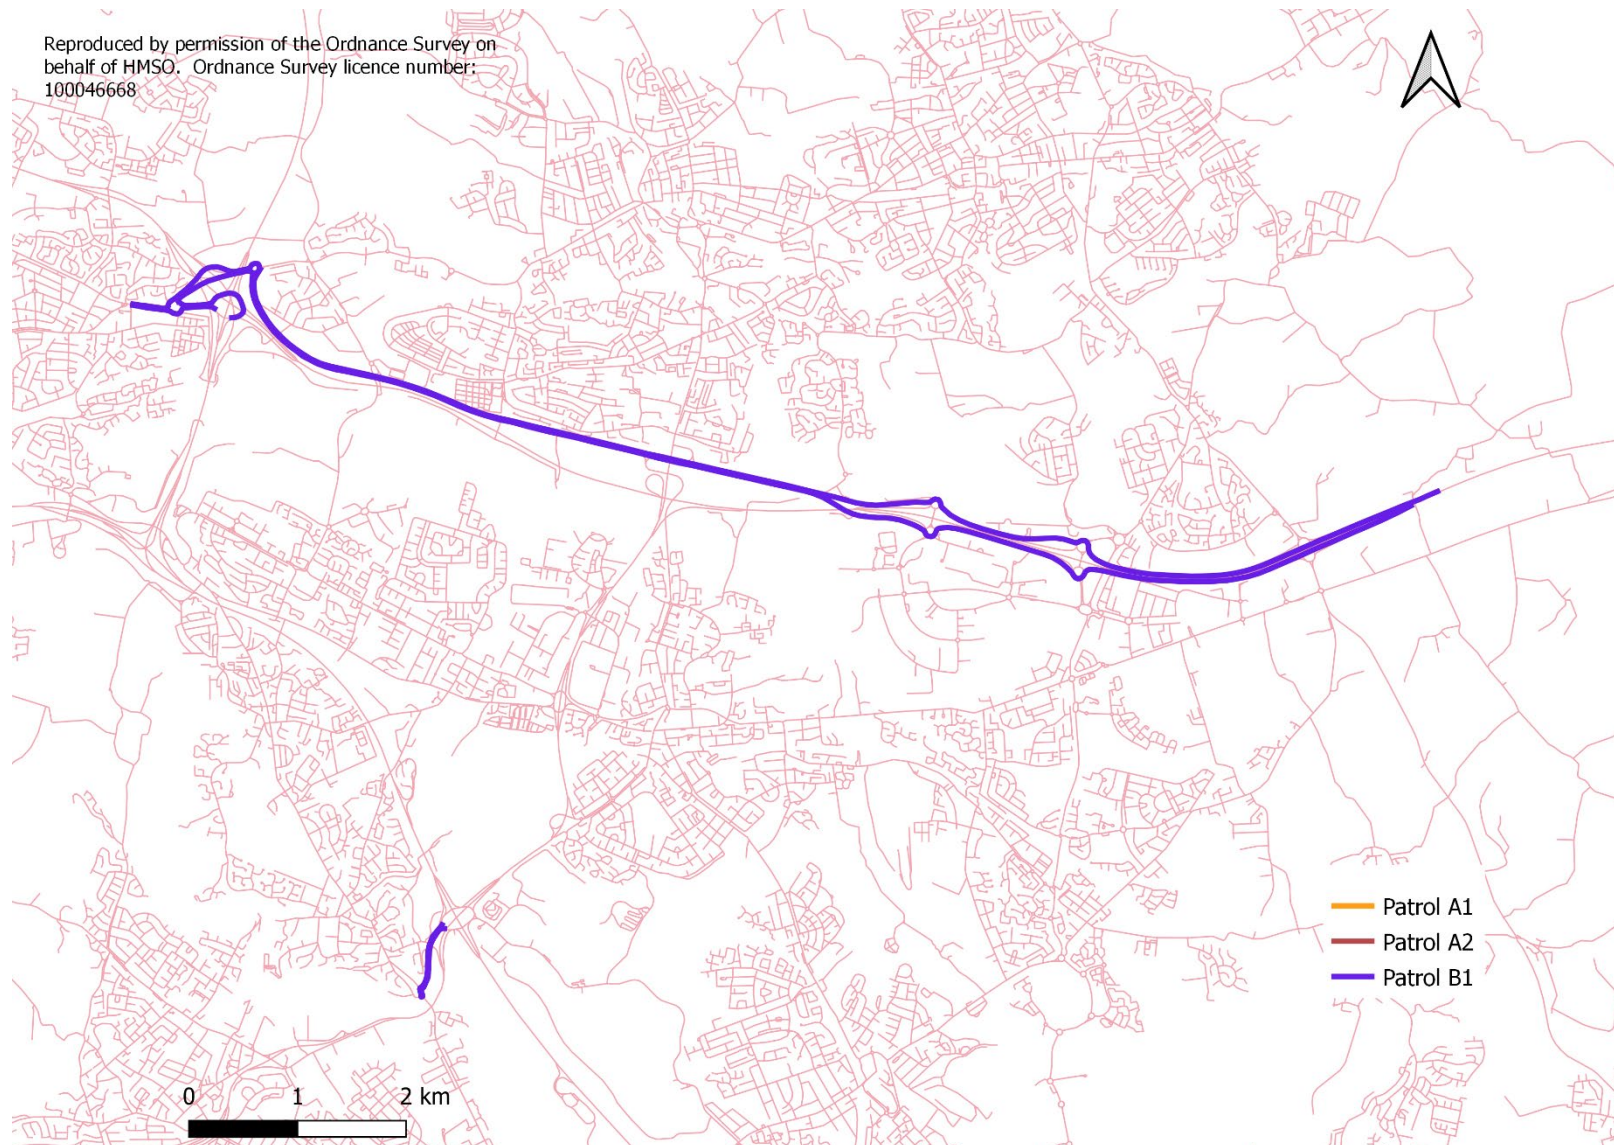 Reproduced by permission of the Ordnance Survey on
behalf of HMSO.  Ordnance Survey licence number:
100046668
Patrol A1
Patrol A2
Patrol B1
0 1 2 km